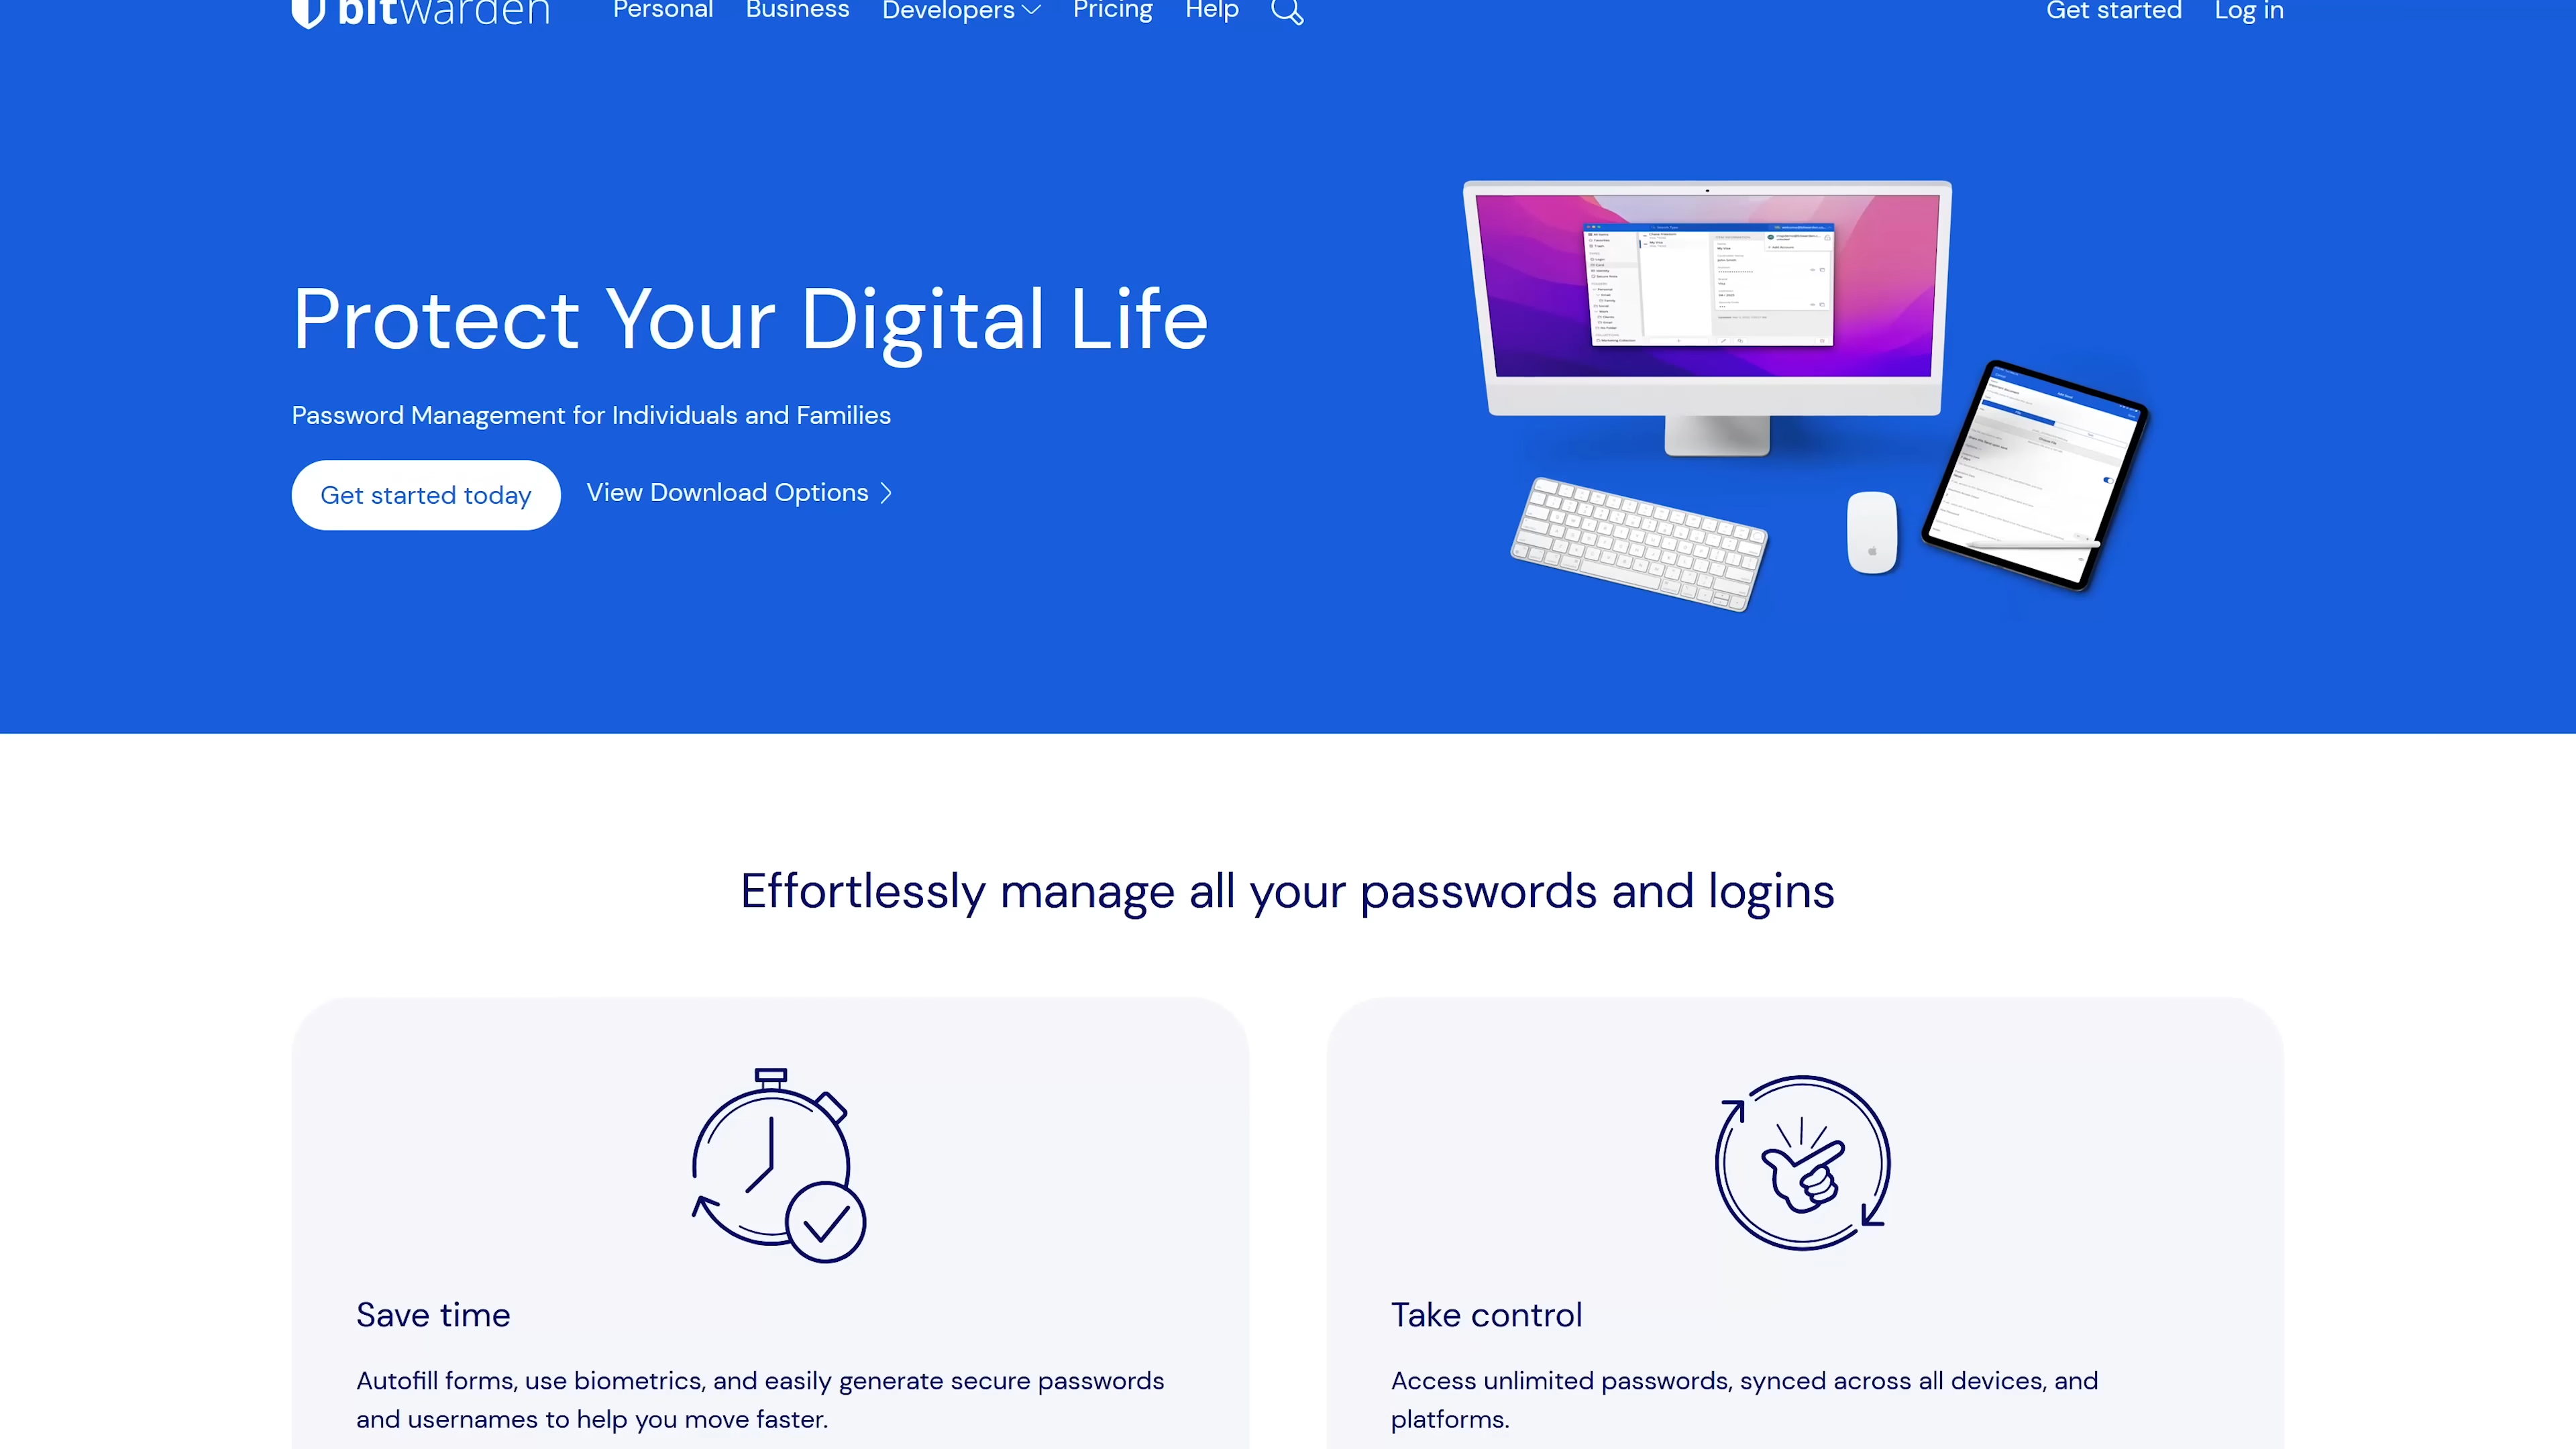 bitwarden
Personal
Business
Developers
Pricing
Help
Get started
Log in
Protect Your Digital Life
Password Management for Individuals and Families
Get started today
View Download Options
Effortlessly manage all your passwords and logins
Save time
Autofill forms, use biometrics, and easily generate secure passwords
and usernames to help you move faster.
Take control
Access unlimited passwords, synced across all devices, and
platforms.